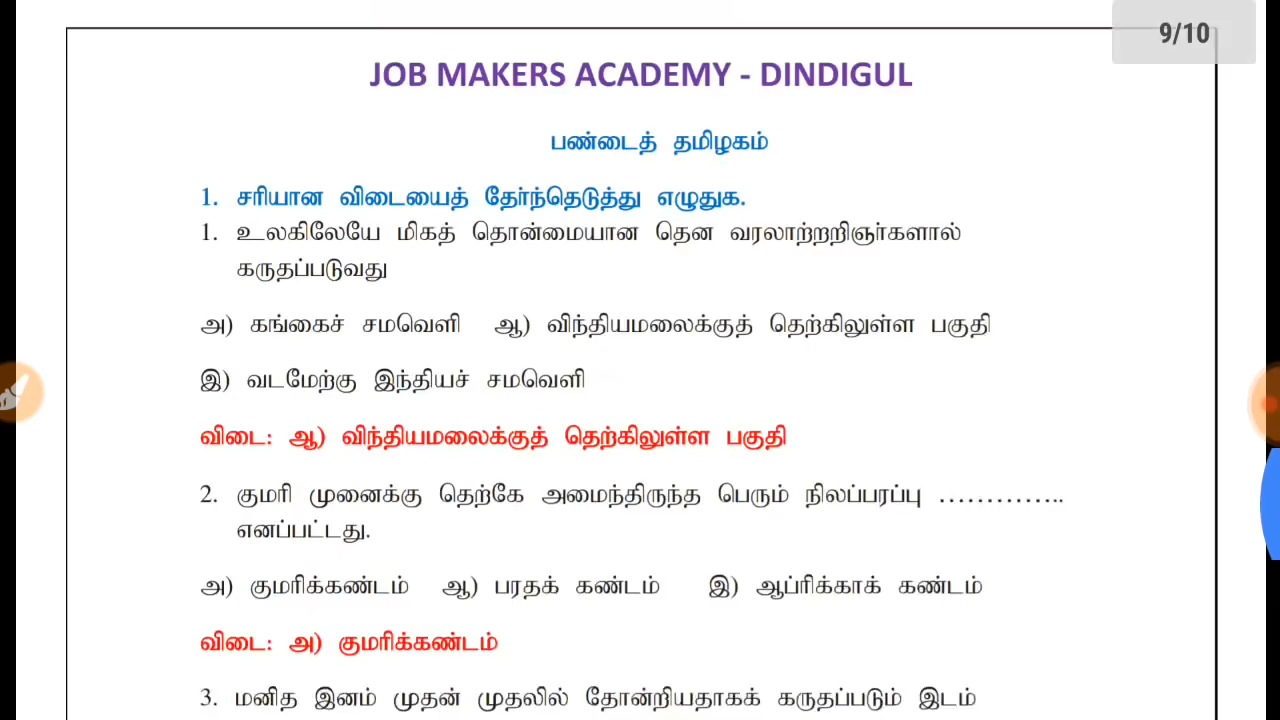 9/10
JOB MAKERS ACADEMY - DINDIGUL
பண்டைத் தமிழகம்
1. சரியான விடையைத் தேர்ந்தெடுத்து எழுதுக.
1. உலகிலேயே மிகத் தொன்மையான தென வரலாற்றறிஞர்களால்
கருதப்படுவது
அ) கங்கைச் சமவெளி ஆ) விந்தியமலைக்குத் தெற்கிலுள்ள பகுதி
இ) வடமேற்கு இந்தியச் சமவெளி
விடை: ஆ) விந்தியமலைக்குத் தெற்கிலுள்ள பகுதி
2. குமரி முனைக்கு தெற்கே அமைந்திருந்த பெரும் நிலப்பரப்பு …………..
எனப்பட்டது.
அ) குமரிக்கண்டம் ஆ) பரதக் கண்டம் இ) ஆப்ரிக்காக் கண்டம்
விடை: அ) குமரிக்கண்டம்
3. மனித இனம் முதன் முதலில் தோன்றியதாகக் கருதப்படும் இடம்